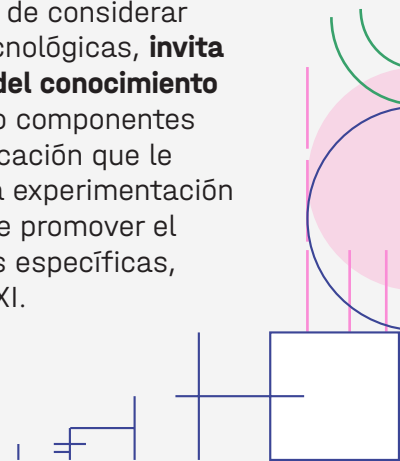 de considerar
cnológicas, invita
del conocimiento
o componentes
cación que le
a experimentación
e promover el
s específicas,
XI.